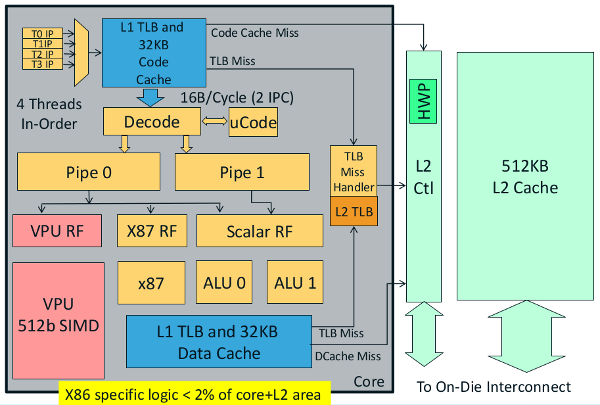 T0 IP
T1IP
T2 IP
T3 IP
L1 TLB and
32KB
Code
Cache
Code Cache Miss
TLB Miss
4 Threads
In-Order
16B/Cycle (2 IPC)
Decode
uCode
Pipe 0
Pipe 1
TLB
Miss
Handler
L2 TLB
HWP
L2
Ctl
512KB
L2 Cache
VPU RF
X87 RF
Scalar RF
VPU
512b SIMD
x87
ALU 0
ALU 1
L1 TLB and 32KB
Data Cache
TLB Miss
DCache Miss
Core
To On-Die Interconnect
X86 specific logic < 2% of core+L2 area